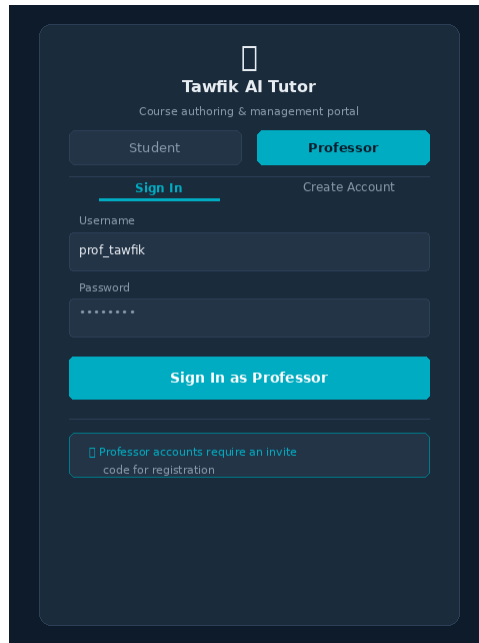 Tawfik AI Tutor
Course authoring & management portal
Student
Professor
Sign In
Create Account
Username
prof_tawfik
Password
••••••••
Sign In as Professor
Professor accounts require an invite
code for registration